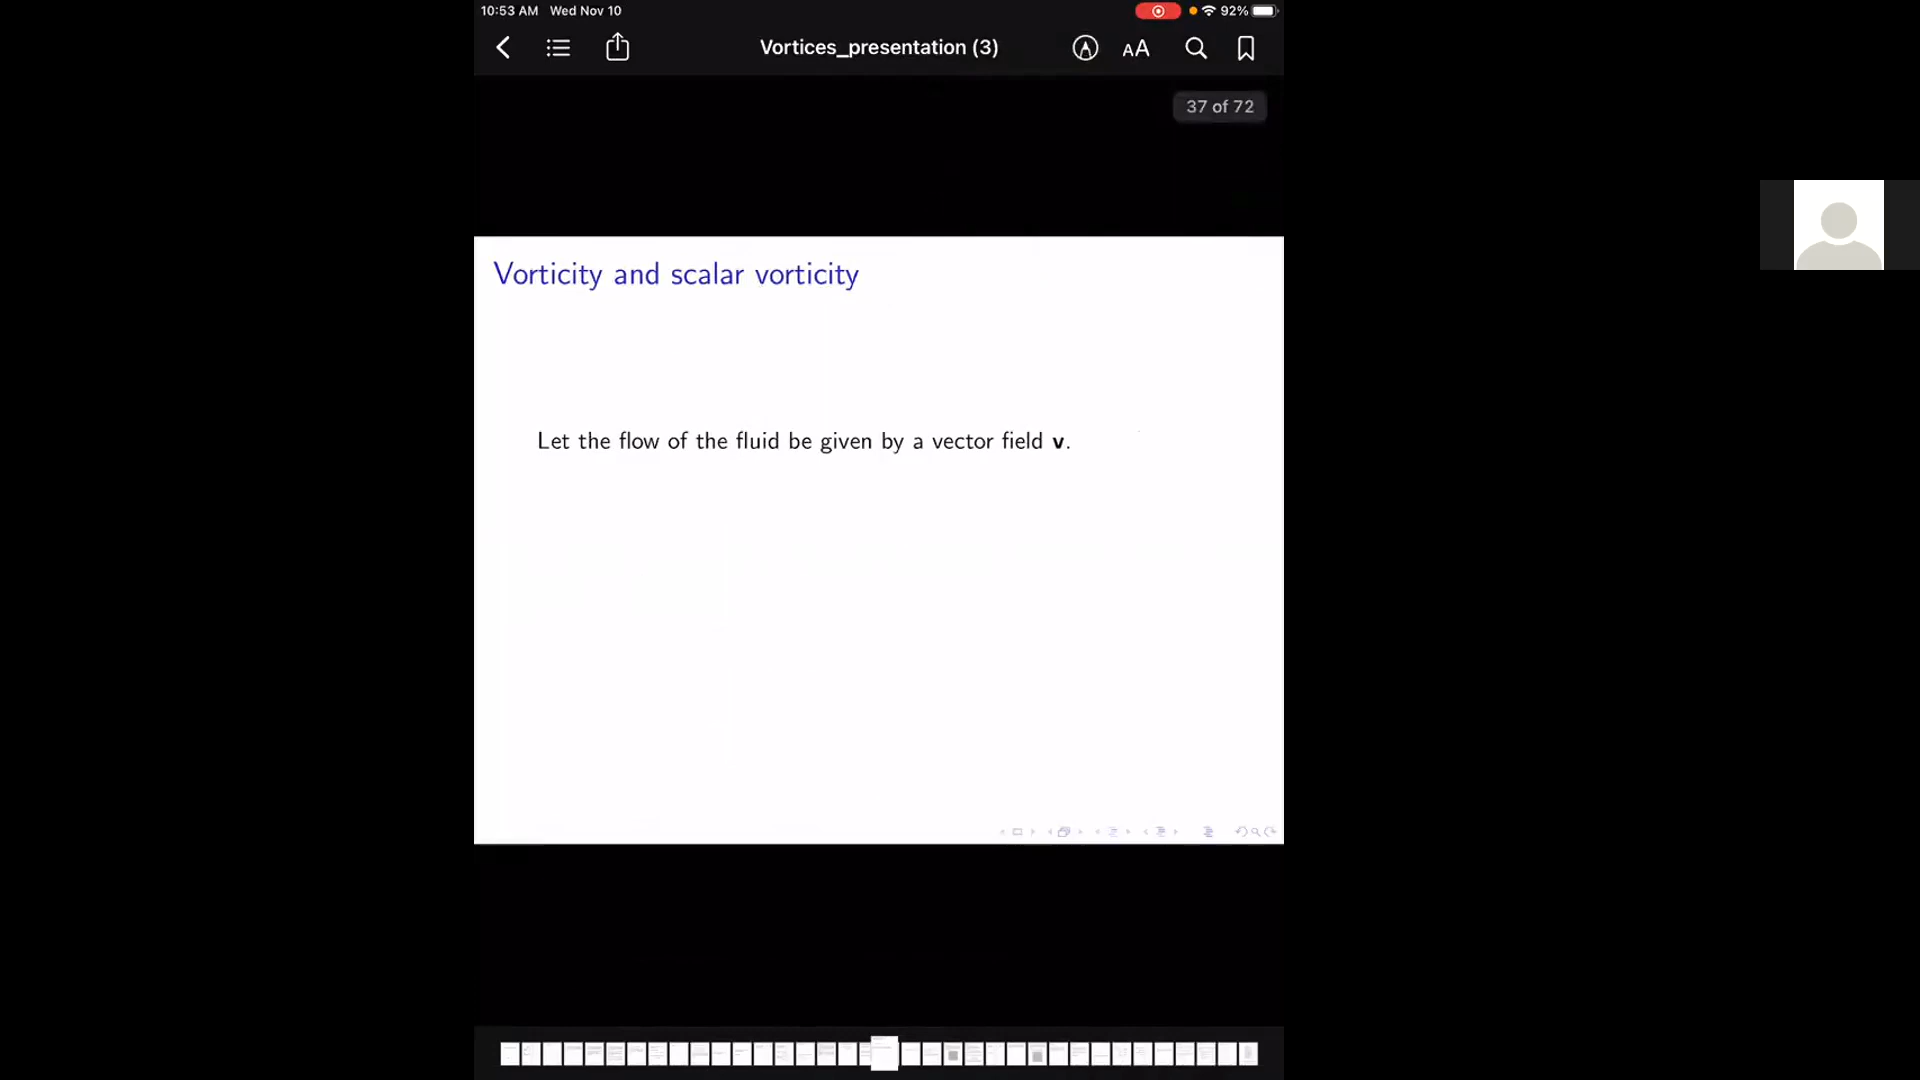 10:53 AM Wed Nov 10
92%
Vortices_presentation (3)
AA
37 of 72
Vorticity and scalar vorticity
Let the flow of the fluid be given by a vector field v.